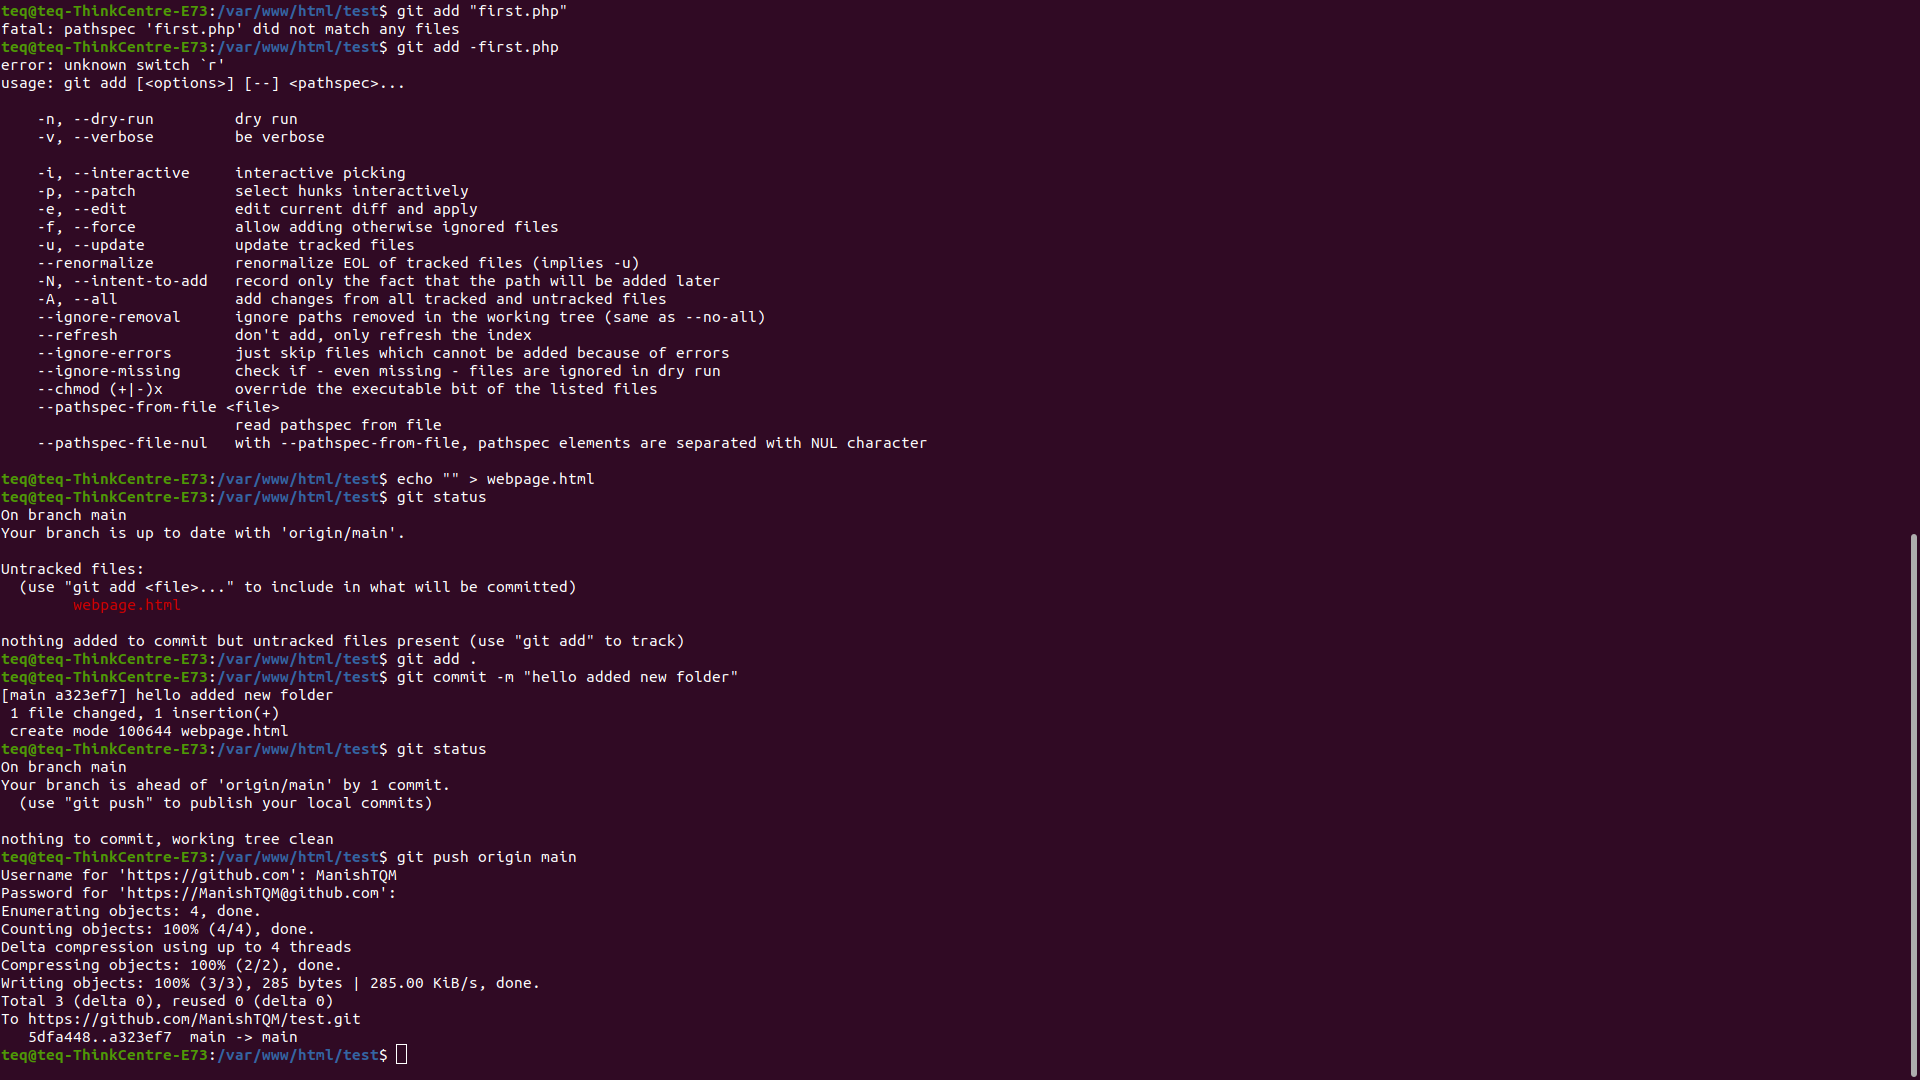 teq@teq-ThinkCentre-E73:/var/www/html/test$ git add "first.php"
fatal: pathspec 'first.php' did not match any files
teq@teq-ThinkCentre-E73:/var/www/html/test$ git add -first.php
error: unknown switch `r'
usage: git add [<options>] [--] <pathspec>...
    -n, --dry-run         dry run
    -v, --verbose         be verbose
    -i, --interactive     interactive picking
    -p, --patch           select hunks interactively
    -e, --edit            edit current diff and apply
    -f, --force           allow adding otherwise ignored files
    -u, --update          update tracked files
    --renormalize         renormalize EOL of tracked files (implies -u)
    -N, --intent-to-add   record only the fact that the path will be added later
    -A, --all             add changes from all tracked and untracked files
    --ignore-removal      ignore paths removed in the working tree (same as --no-all)
    --refresh             don't add, only refresh the index
    --ignore-errors       just skip files which cannot be added because of errors
    --ignore-missing      check if - even missing - files are ignored in dry run
    --chmod (+|-)x        override the executable bit of the listed files
    --pathspec-from-file <file>
                          read pathspec from file
    --pathspec-file-nul   with --pathspec-from-file, pathspec elements are separated with NUL character
teq@teq-ThinkCentre-E73:/var/www/html/test$ echo "" > webpage.html
teq@teq-ThinkCentre-E73:/var/www/html/test$ git status
On branch main
Your branch is up to date with 'origin/main'.
Untracked files:
  (use "git add <file>..." to include in what will be committed)
        webpage.html
nothing added to commit but untracked files present (use "git add" to track)
teq@teq-ThinkCentre-E73:/var/www/html/test$ git add .
teq@teq-ThinkCentre-E73:/var/www/html/test$ git commit -m "hello added new folder"
[main a323ef7] hello added new folder
 1 file changed, 1 insertion(+)
 create mode 100644 webpage.html
teq@teq-ThinkCentre-E73:/var/www/html/test$ git status
On branch main
Your branch is ahead of 'origin/main' by 1 commit.
  (use "git push" to publish your local commits)
nothing to commit, working tree clean
teq@teq-ThinkCentre-E73:/var/www/html/test$ git push origin main
Username for 'https://github.com': ManishTQM
Password for 'https://ManishTQM@github.com':
Enumerating objects: 4, done.
Counting objects: 100% (4/4), done.
Delta compression using up to 4 threads
Compressing objects: 100% (2/2), done.
Writing objects: 100% (3/3), 285 bytes | 285.00 KiB/s, done.
Total 3 (delta 0), reused 0 (delta 0)
To https://github.com/ManishTQM/test.git
   5dfa448..a323ef7  main -> main
teq@teq-ThinkCentre-E73:/var/www/html/test$